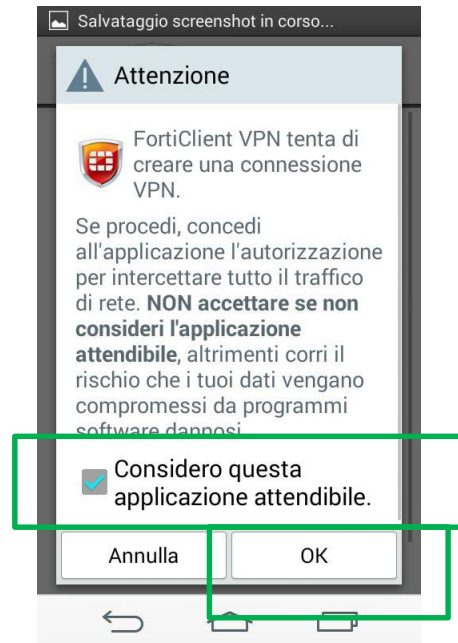 Salvataggio screenshot in corso...
Attenzione
FortiClient VPN tenta di
creare una connessione
VPN.
Se procedi, concedi
all'applicazione l'autorizzazione
per intercettare tutto il traffico
di rete. NON accettare se non
consideri l'applicazione
attendibile, altrimenti corri il
rischio che i tuoi dati vengano
compromessi da programmi
software dannosi.
Considero questa
applicazione attendibile.
Annulla
OK